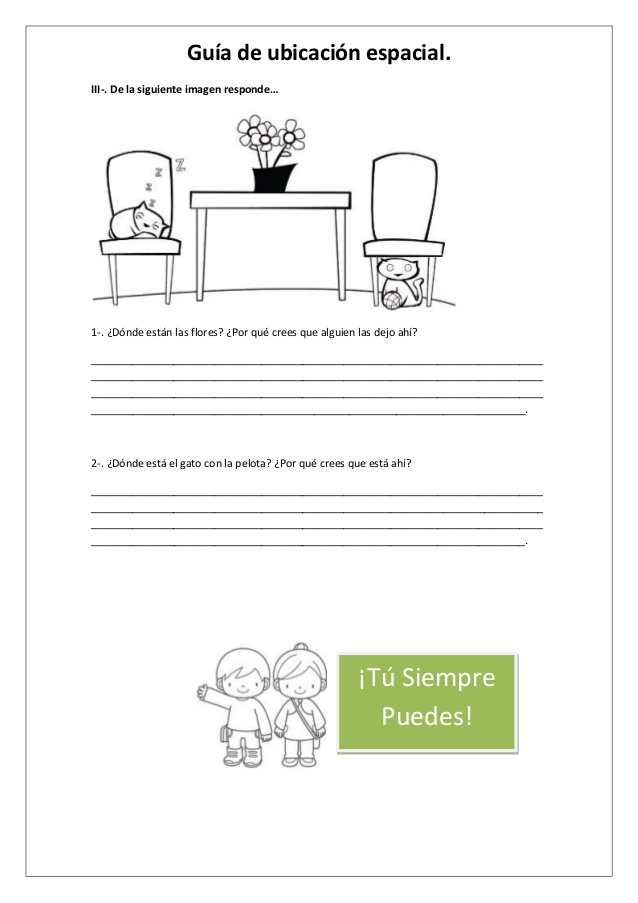 Guía de ubicación espacial.
III-. De la siguiente imagen responde...
z
z
z
z
1-. ¿Dónde están las flores? ¿Por qué crees que alguien las dejo ahí?
2-. ¿Dónde está el gato con la pelota? ¿Por qué crees que está ahí?
¡Tú Siempre
Puedes!